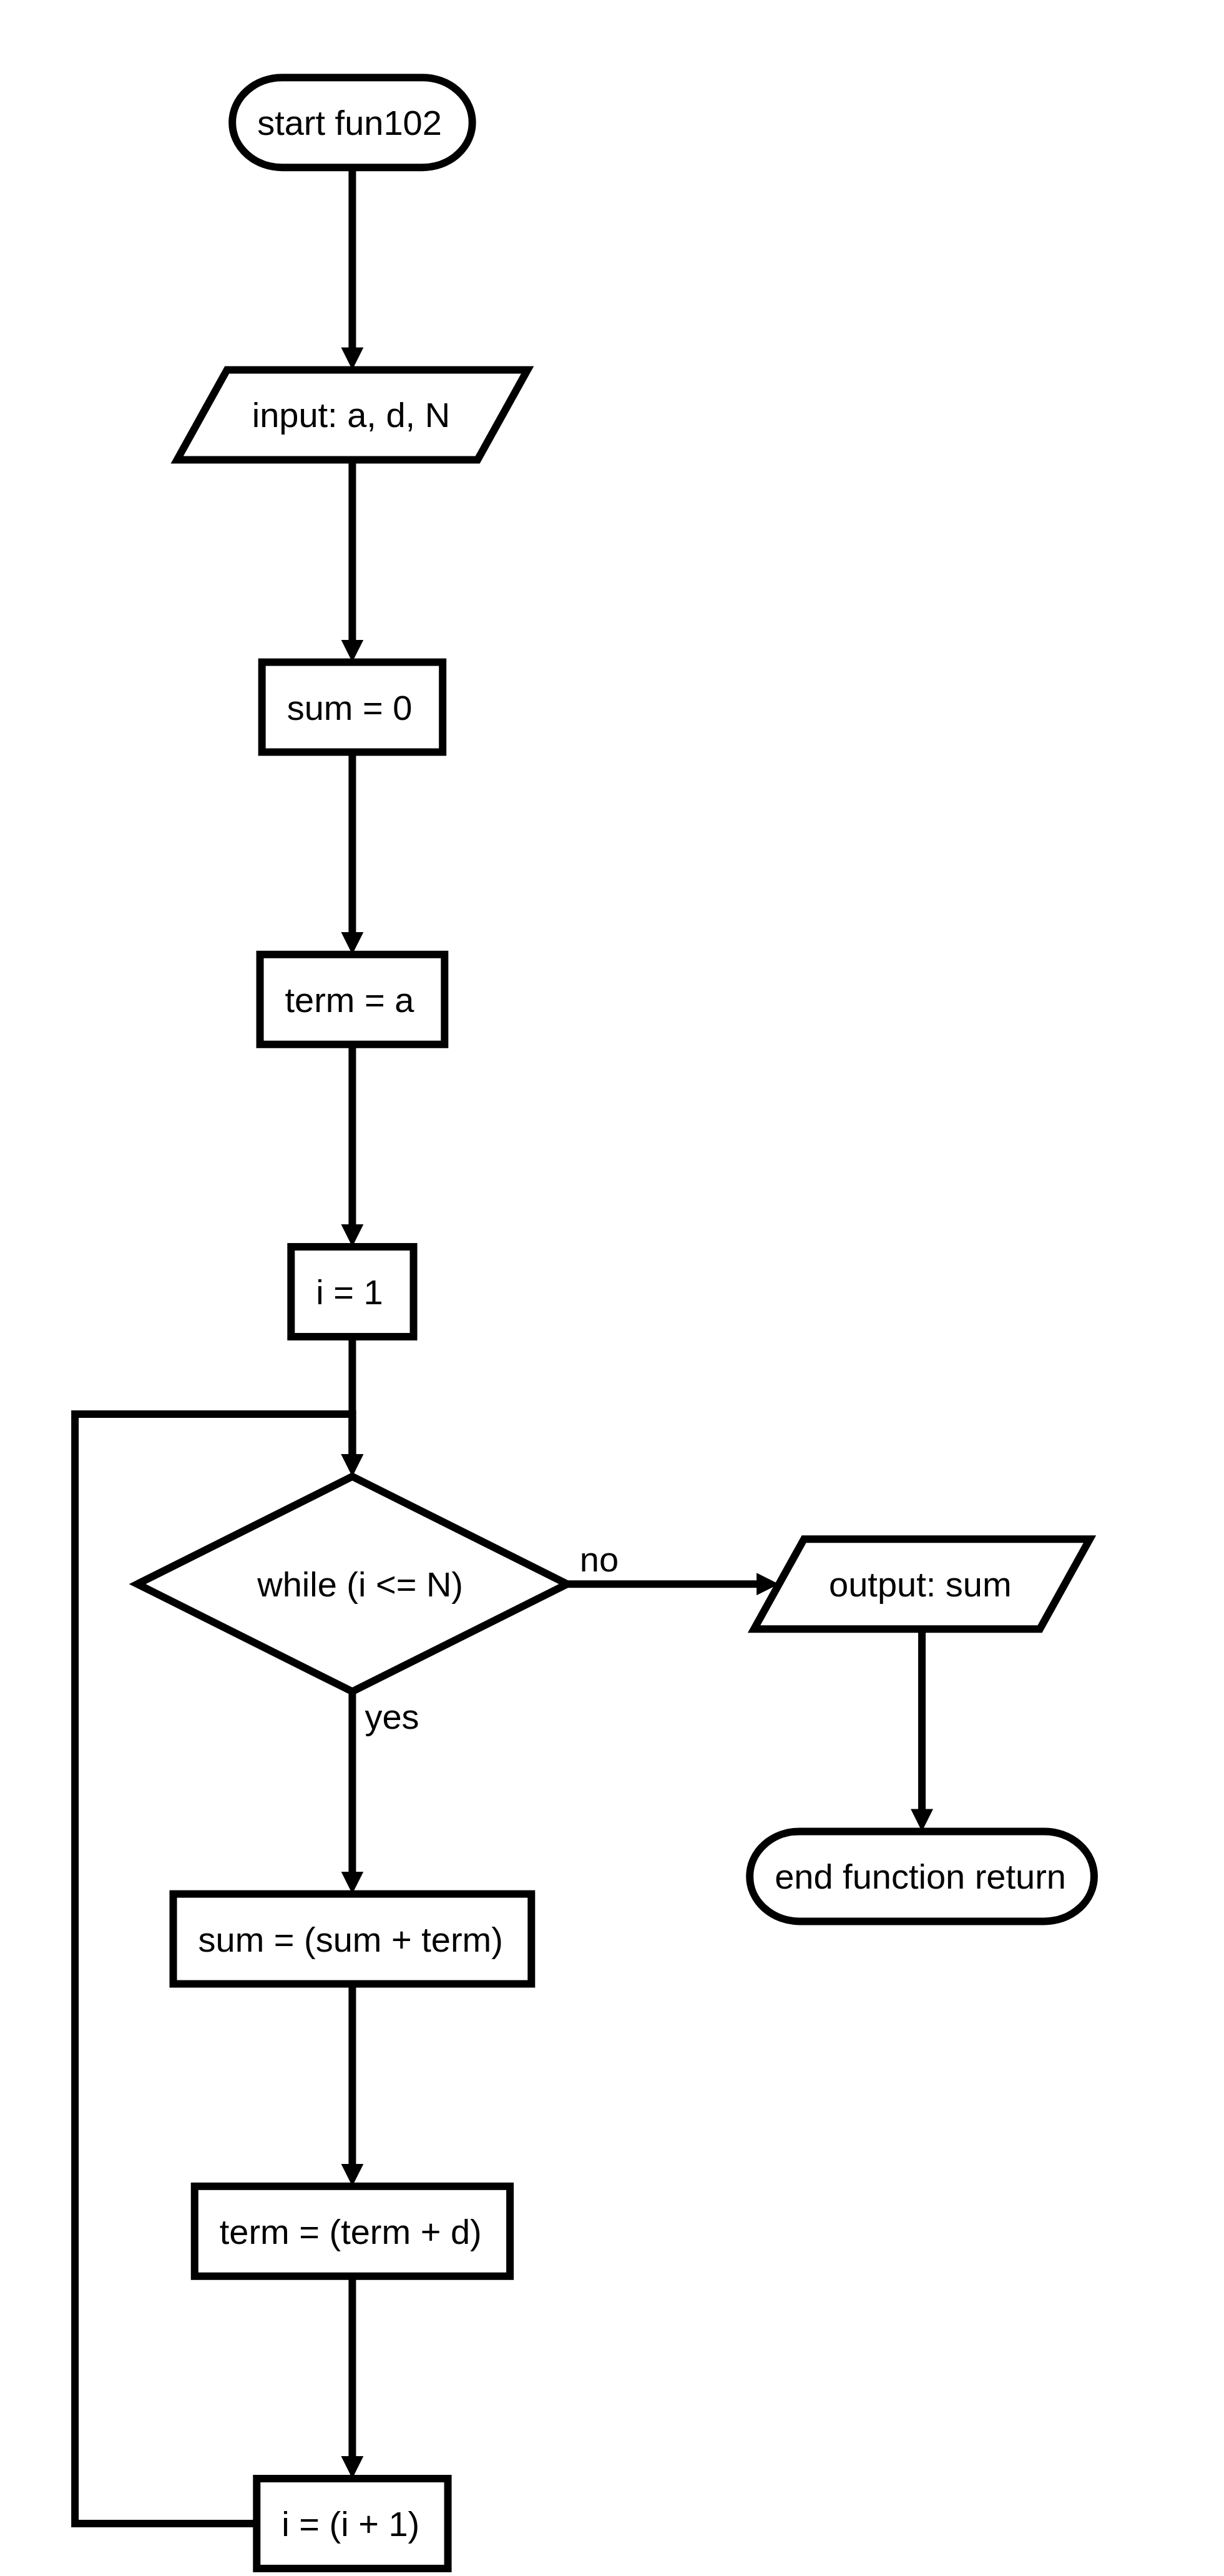 start fun102
input: a, d, N
sum = 0
term = a
i = 1
while (i <= N)
no
output: sum
yes
end function return
sum = (sum + term)
term = (term + d)
i = (i + 1)